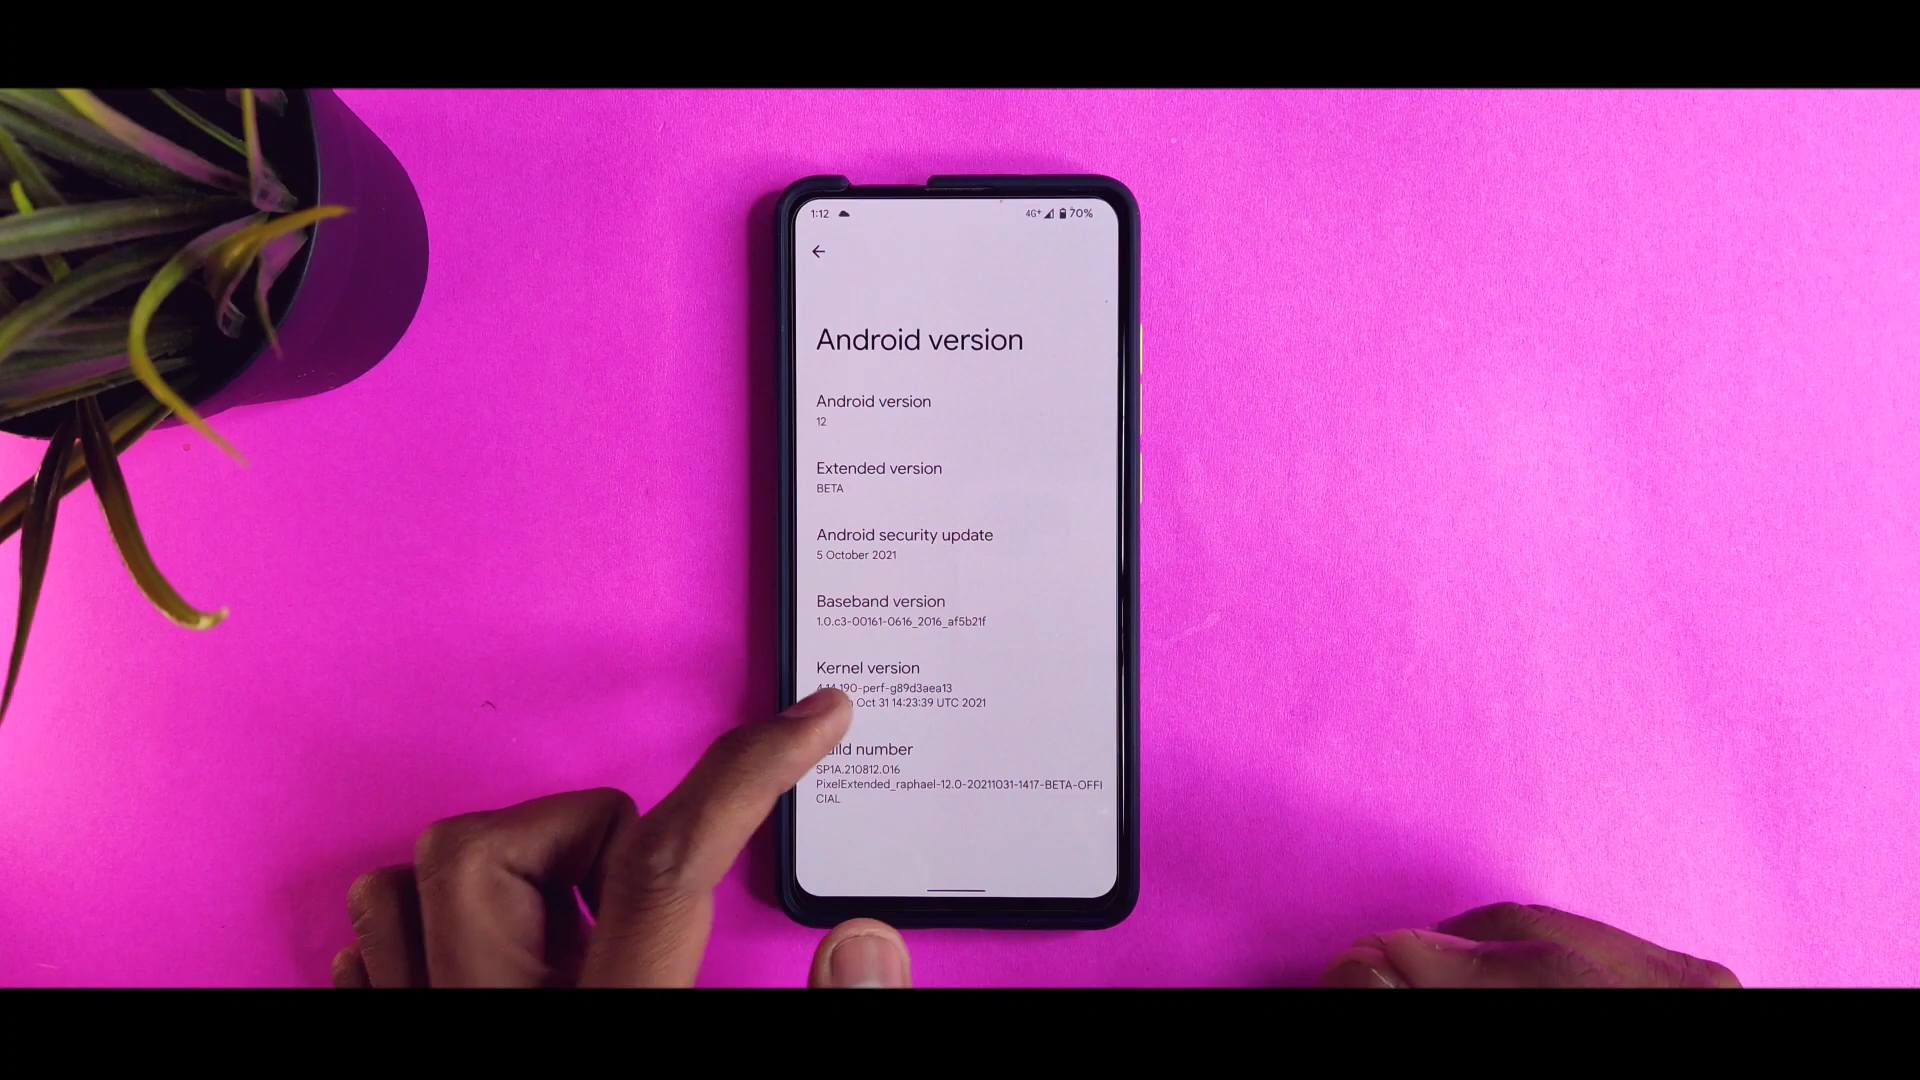 1:12 4G+ 70%
Android version
Android version
12
Extended version
BETA
Android security update
5 October 2021
Baseband version
1.0.c3-00161-0616_2016_af5b21f
Kernel version
4.14.190-perf-g89d3aea13
Oct 31 14:23:39 UTC 2021
number
SP1A.210812.016
PixelExtended_raphael-12.0-20211031-1417-BETA-OFFI
CIAL